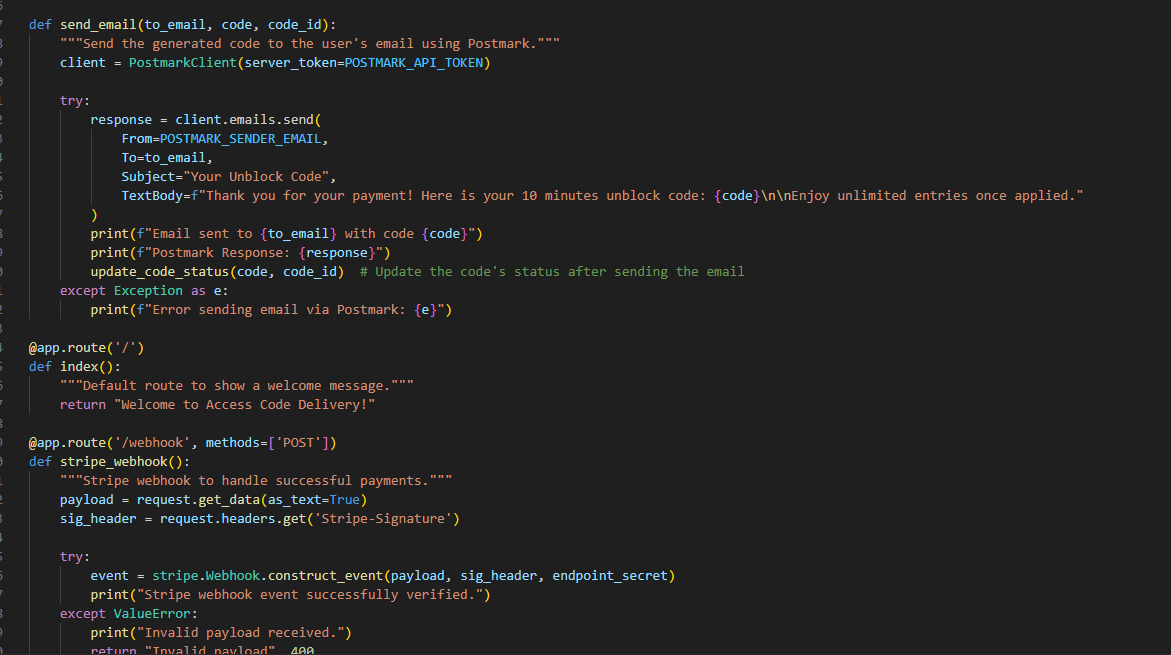 def send_email(to_email, code, code_id):
    """Send the generated code to the user's email using Postmark."""
    client = PostmarkClient(server_token=POSTMARK_API_TOKEN)

    try:
        response = client.emails.send(
            From=POSTMARK_SENDER_EMAIL,
            To=to_email,
            Subject="Your Unblock Code",
            TextBody=f"Thank you for your payment! Here is your 10 minutes unblock code: {code}\n\nEnjoy unlimited entries once applied."
        )
        print(f"Email sent to {to_email} with code {code}")
        print(f"Postmark Response: {response}")
        update_code_status(code, code_id)  # Update the code's status after sending the email
    except Exception as e:
        print(f"Error sending email via Postmark: {e}")

@app.route('/')
def index():
    """Default route to show a welcome message."""
    return "Welcome to Access Code Delivery!"

@app.route('/webhook', methods=['POST'])
def stripe_webhook():
    """Stripe webhook to handle successful payments."""
    payload = request.get_data(as_text=True)
    sig_header = request.headers.get('Stripe-Signature')

    try:
        event = stripe.Webhook.construct_event(payload, sig_header, endpoint_secret)
        print("Stripe webhook event successfully verified.")
    except ValueError:
        print("Invalid payload received.")
        return "Invalid payload", 400